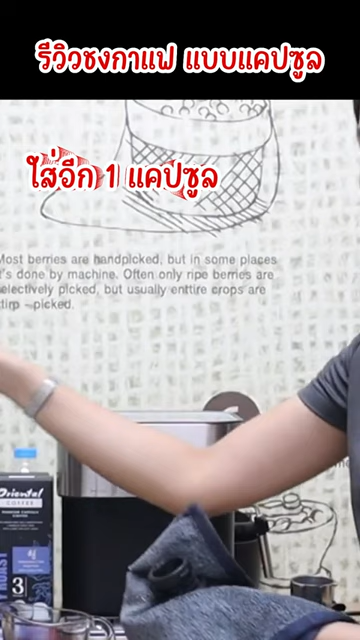 รีวิวชงกาแฟ แบบแคปซูล
ใส่อีก 1 แคปซูล
Most berries are handpicked, but in some places
it's done by machine. Often only ripe berries are
selectively picked, but usually enttire crops are
stirp -picked.
Oriental
COFFEE
3